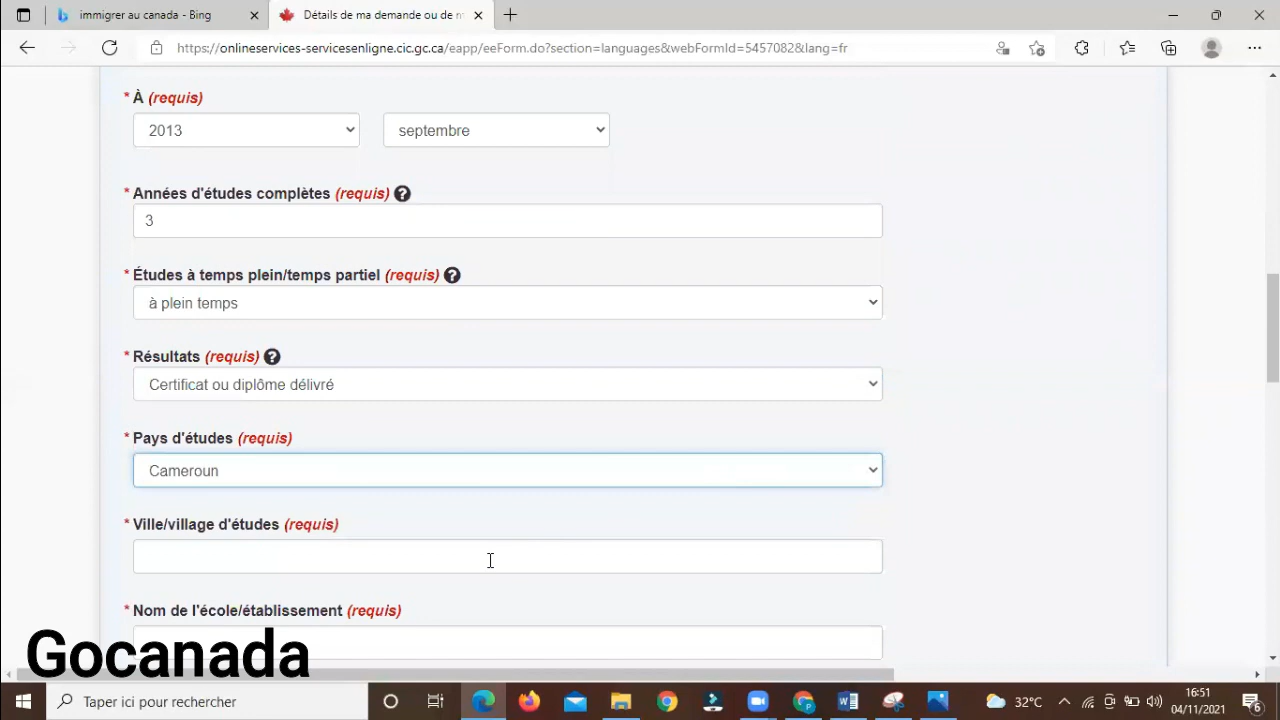 immigrer au canada - Bing
Détails de ma demande ou de m
https://onlineservices-servicesenligne.cic.gc.ca/eapp/eeForm.do?section=languages&webFormId=5457082&lang=fr
* À (requis)
2013
septembre
* Années d'études complètes (requis) ?
3
* Études à temps plein/temps partiel (requis) ?
à plein temps
* Résultats (requis) ?
Certificat ou diplôme délivré
* Pays d'études (requis)
Cameroun
* Ville/village d'études (requis)
* Nom de l'école/établissement (requis)
Gocanada
Taper ici pour rechercher
32°C
16:51
04/11/2021
6